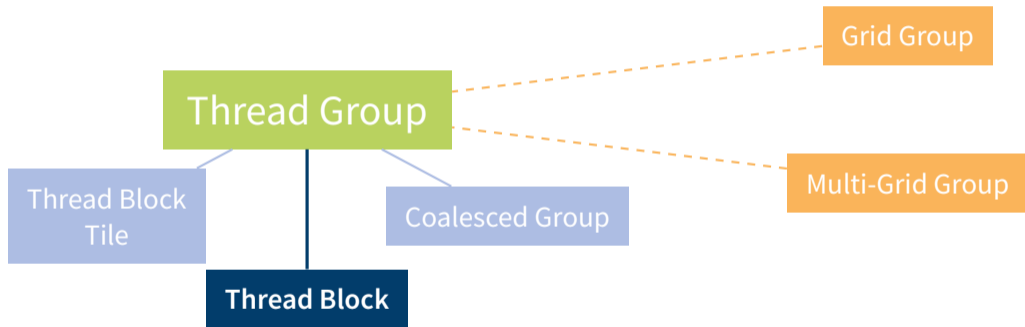 Grid Group
Thread Group
Multi-Grid Group
Thread Block
Tile
Coalesced Group
Thread Block